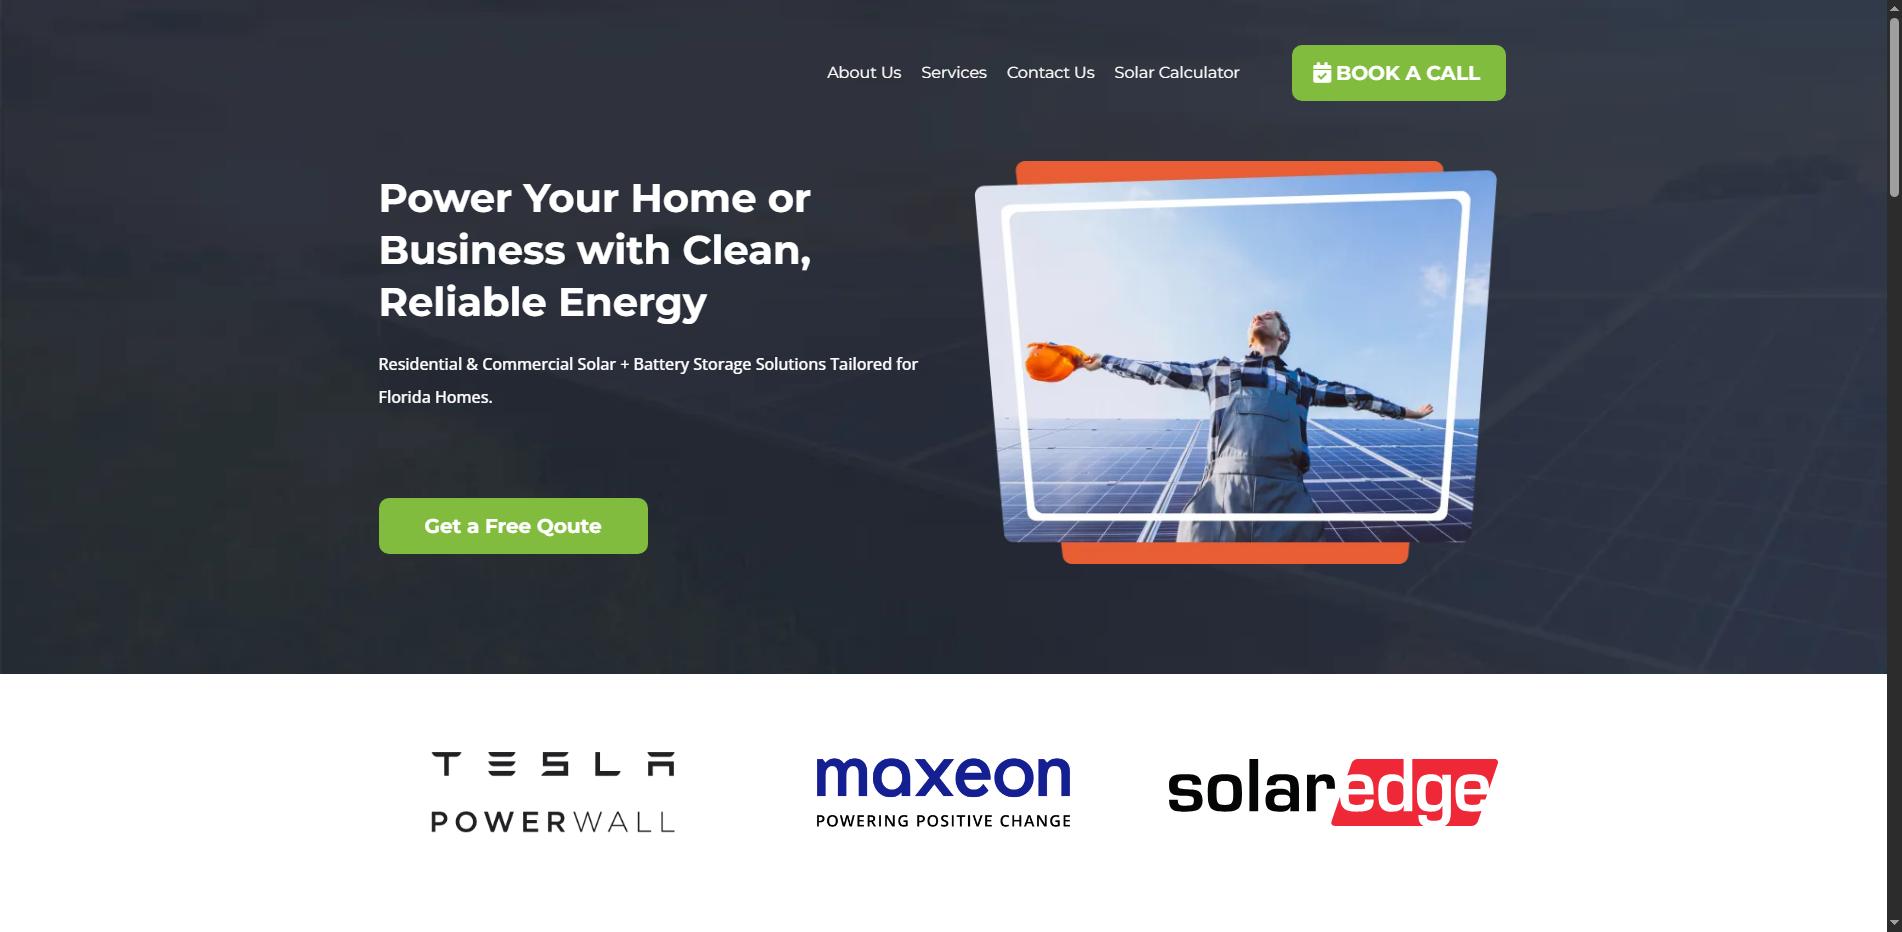 About Us Services Contact Us Solar Calculator BOOK A CALL
Power Your Home or
Business with Clean,
Reliable Energy
Residential & Commercial Solar + Battery Storage Solutions Tailored for
Florida Homes.
Get a Free Qoute
TESLA
POWERWALL
maxeon
POWERING POSITIVE CHANGE
solaredge